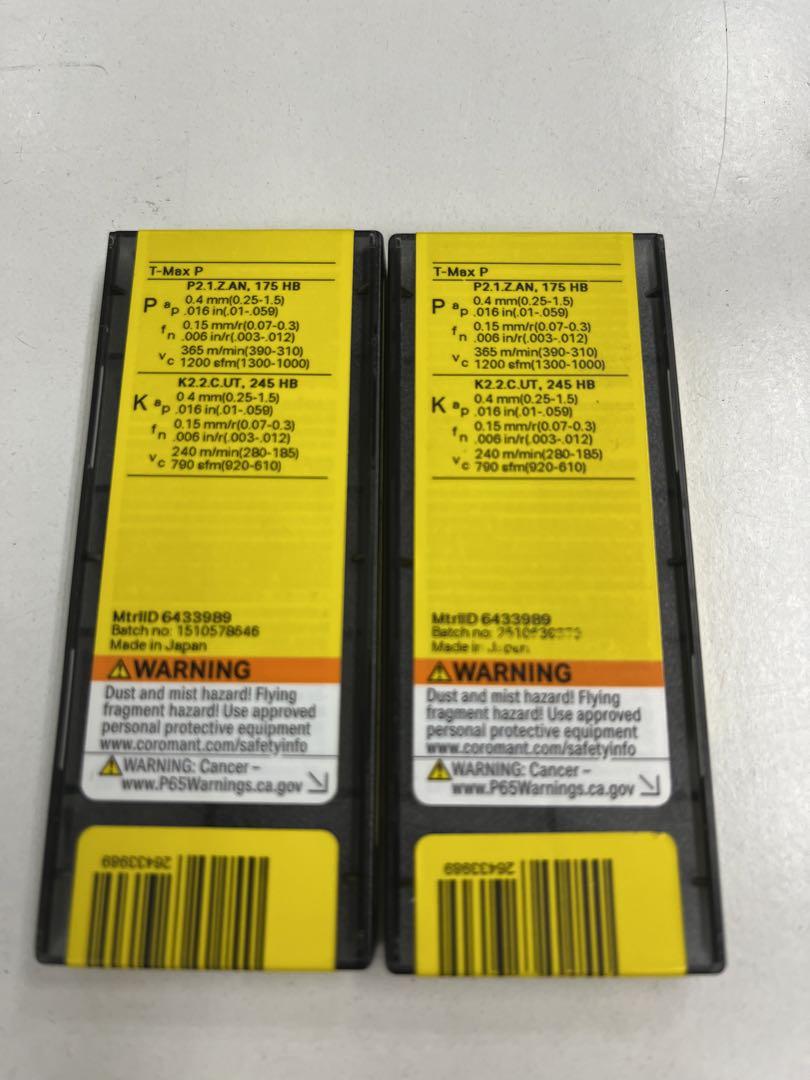 T-Max P
P2.1.Z.AN, 175 HB
P ap 0.4 mm(0.25-1.5)
.016 in(.01-.059)
fn 0.15 mm/r(0.07-0.3)
.006 in/r(.003-.012)
vc 365 m/min(390-310)
1200 sfm(1300-1000)
K2.2.C.UT, 245 HB
K ap 0.4 mm(0.25-1.5)
.016 in(.01-.059)
fn 0.15 mm/r(0.07-0.3)
.006 in/r(.003-.012)
vc 240 m/min(280-185)
790 sfm(920-610)
MtrlID 6433989
Batch no: 1510578646
Made in Japan
WARNING
Dust and mist hazard! Flying
fragment hazard! Use approved
personal protective equipment
www.coromant.com/safetyinfo
WARNING: Cancer –
www.P65Warnings.ca.gov
26433989
T-Max P
P2.1.Z.AN, 175 HB
P ap 0.4 mm(0.25-1.5)
.016 in(.01-.059)
fn 0.15 mm/r(0.07-0.3)
.006 in/r(.003-.012)
vc 365 m/min(390-310)
1200 sfm(1300-1000)
K2.2.C.UT, 245 HB
K ap 0.4 mm(0.25-1.5)
.016 in(.01-.059)
fn 0.15 mm/r(0.07-0.3)
.006 in/r(.003-.012)
vc 240 m/min(280-185)
790 sfm(920-610)
MtrlID 6433989
Batch no:
Made in Japan
WARNING
Dust and mist hazard! Flying
fragment hazard! Use approved
personal protective equipment
www.coromant.com/safetyinfo
WARNING: Cancer –
www.P65Warnings.ca.gov
26433989